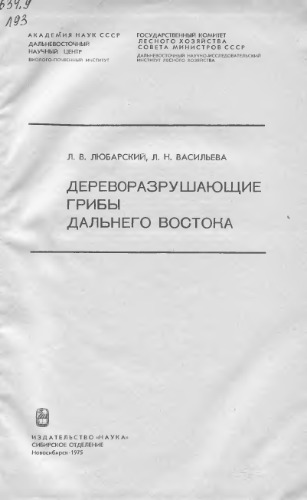 634.9
Л93
АКАДЕМИЯ НАУК СССР
ДАЛЬНЕВОСТОЧНЫЙ
НАУЧНЫЙ ЦЕНТР
БИОЛОГО-ПОЧВЕННЫЙ ИНСТИТУТ
ГОСУДАРСТВЕННЫЙ КОМИТЕТ
ЛЕСНОГО ХОЗЯЙСТВА
СОВЕТА МИНИСТРОВ СССР
ДАЛЬНЕВОСТОЧНЫЙ НАУЧНО-ИССЛЕДОВАТЕЛЬСКИЙ
ИНСТИТУТ ЛЕСНОГО ХОЗЯЙСТВА
Л. В. ЛЮБАРСКИЙ, Л. Н. ВАСИЛЬЕВА
ДЕРЕВОРАЗРУШАЮЩИЕ
ГРИБЫ
ДАЛЬНЕГО ВОСТОКА
ИЗДАТЕЛЬСТВО «НАУКА»
СИБИРСКОЕ ОТДЕЛЕНИЕ
Новосибирск·1975